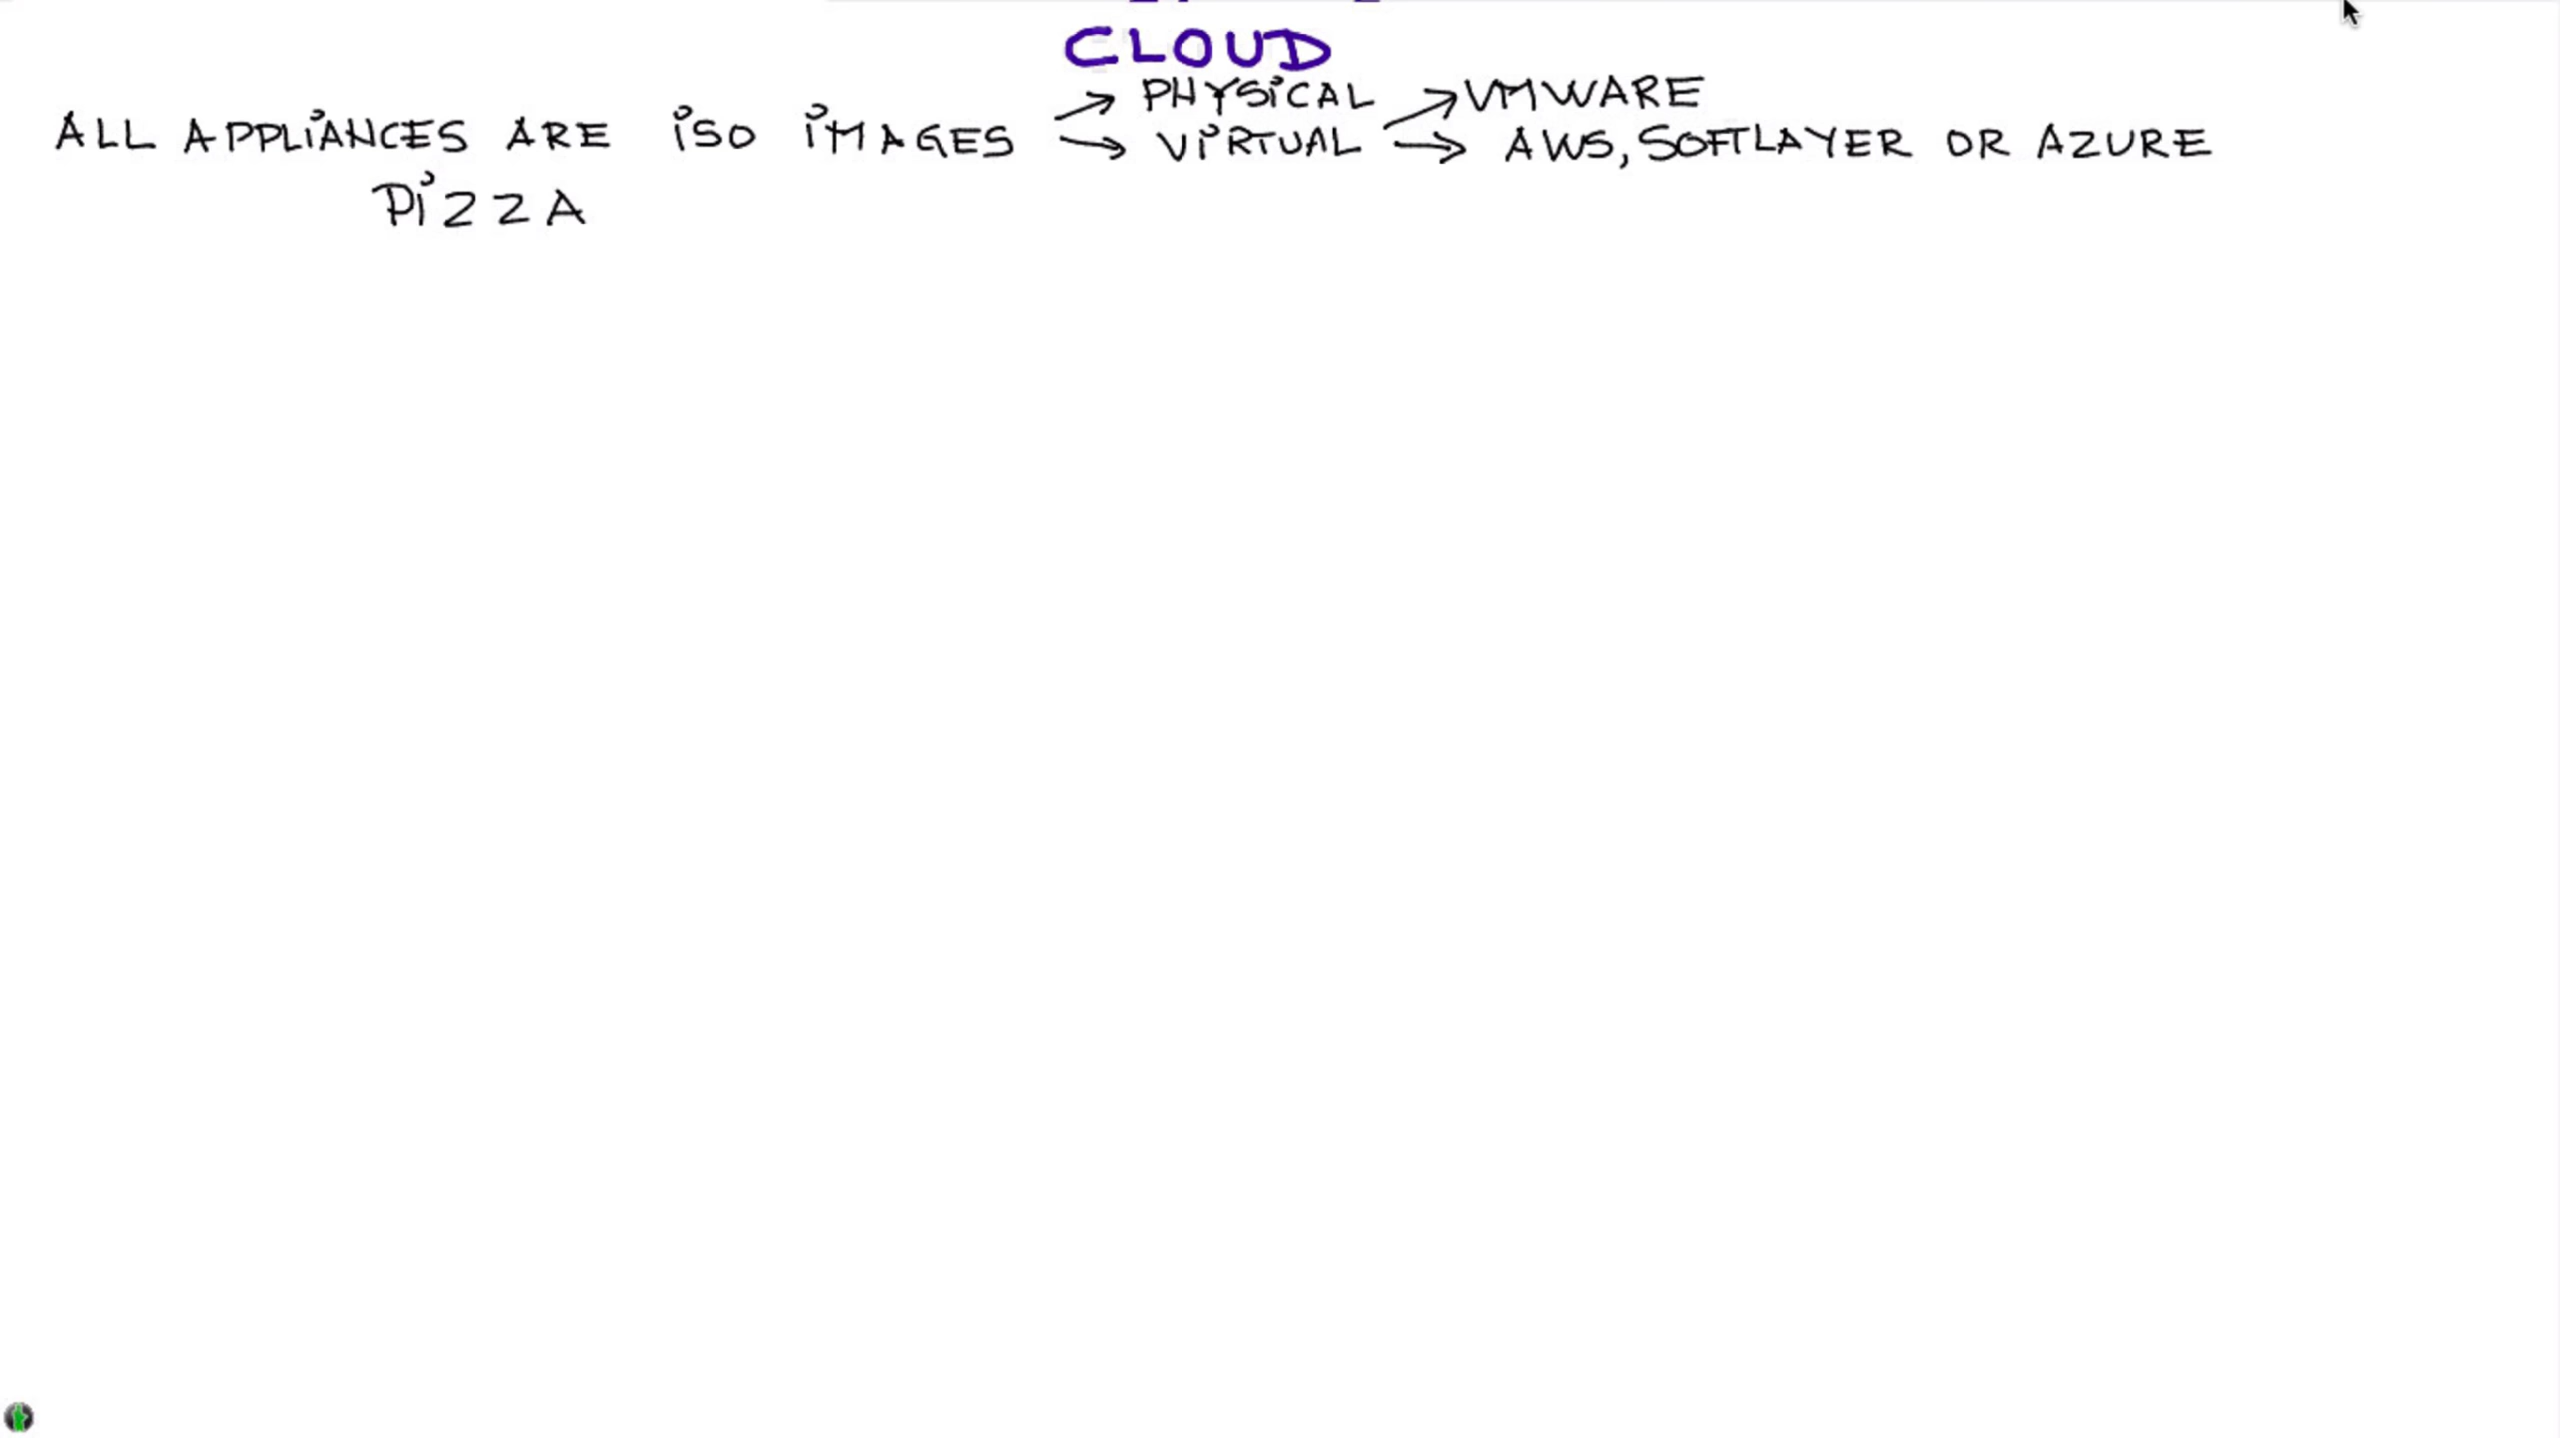 CLOUD
PHYSiCAL → VMWARE
ALL APPLiANCES ARE iSO iMAGES → → ViRTUAL → AWS, SOFTLAYER OR AZURE
PiZZA